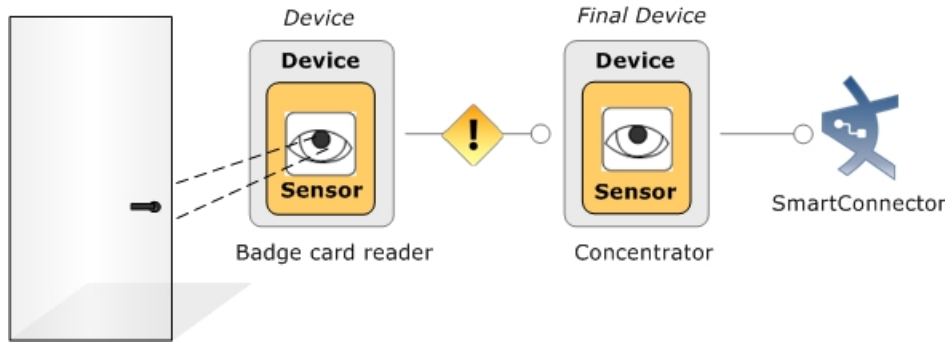 Device
Device
Sensor
Badge card reader
!
Final Device
Device
Sensor
Concentrator
SmartConnector